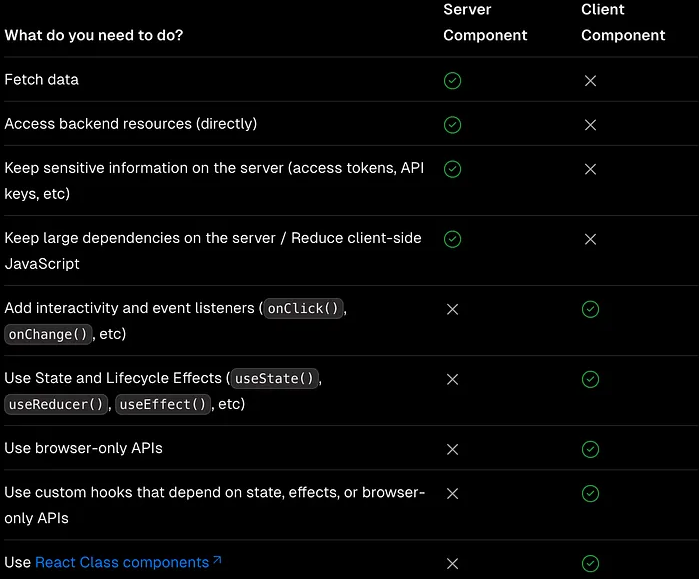 Server Client
What do you need to do? Component Component
Fetch data
Access backend resources (directly)
Keep sensitive information on the server (access tokens, API
keys, etc)
Keep large dependencies on the server / Reduce client-side
JavaScript
Add interactivity and event listeners (onClick(),
onChange(), etc)
Use State and Lifecycle Effects (useState(),
useReducer(), useEffect(), etc)
Use browser-only APIs
Use custom hooks that depend on state, effects, or browser-
only APIs
Use React Class components